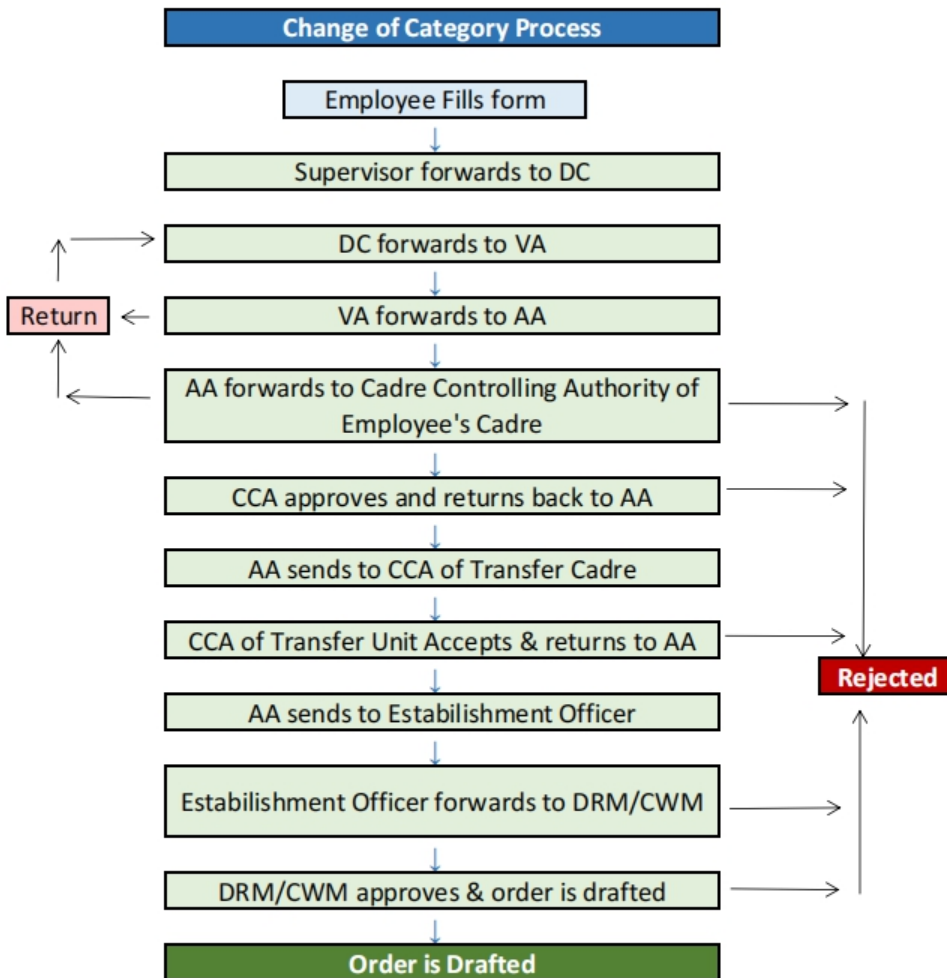 Change of Category Process
Employee Fills form
Supervisor forwards to DC
DC forwards to VA
Return
VA forwards to AA
AA forwards to Cadre Controlling Authority of
Employee's Cadre
CCA approves and returns back to AA
AA sends to CCA of Transfer Cadre
CCA of Transfer Unit Accepts & returns to AA
Rejected
AA sends to Estabilishment Officer
Estabilishment Officer forwards to DRM/CWM
DRM/CWM approves & order is drafted
Order is Drafted